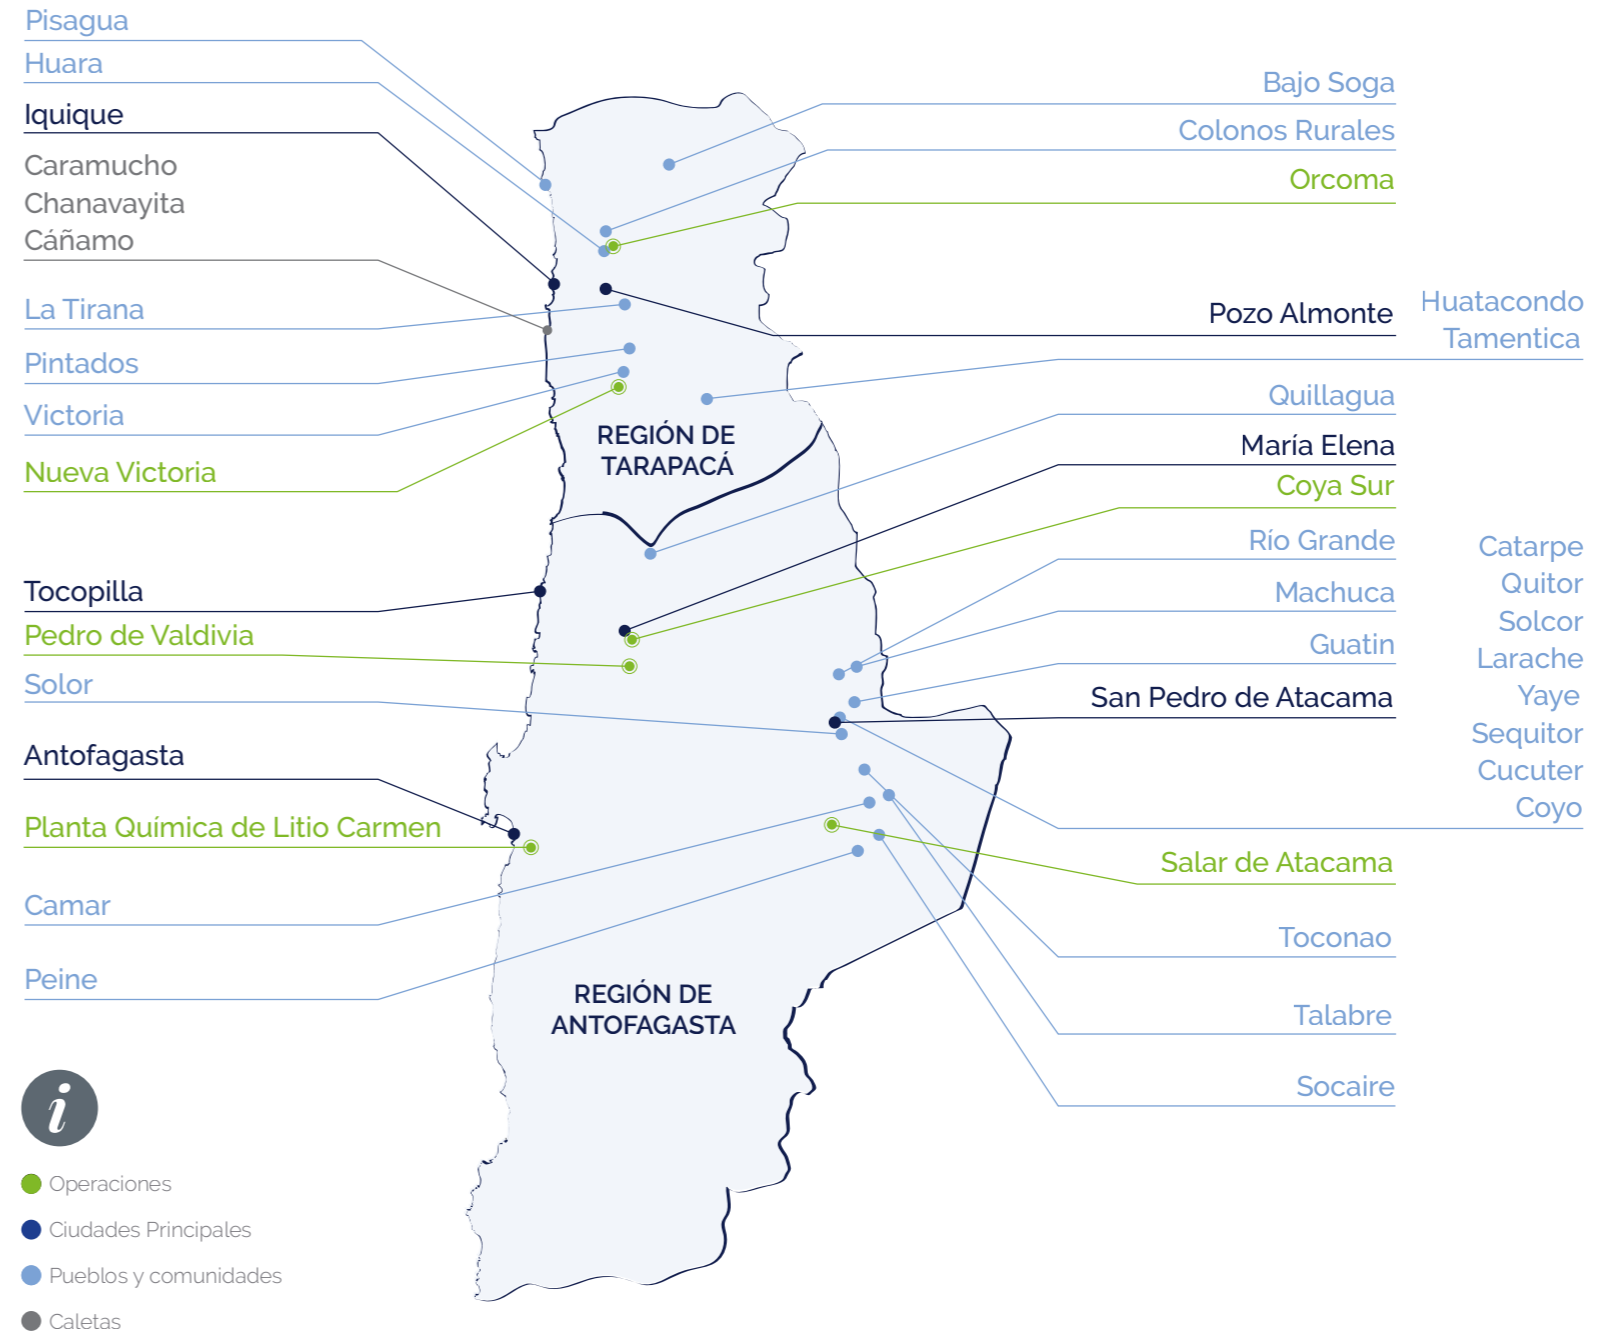 Pisagua
Huara
Iquique
Caramucho
Chanavayita
Cáñamo
La Tirana
Pintados
Victoria
Nueva Victoria
Tocopilla
Pedro de Valdivia
Solor
Antofagasta
Planta Química de Litio Carmen
Camar
Peine
REGIÓN DE
TARAPACÁ
REGIÓN DE
ANTOFAGASTA
Bajo Soga
Colonos Rurales
Orcoma
Pozo Almonte
Huatacondo
Tamentica
Quillagua
María Elena
Coya Sur
Río Grande
Machuca
Guatin
San Pedro de Atacama
Catarpe
Quitor
Solcor
Larache
Yaye
Sequitor
Cucuter
Coyo
Salar de Atacama
Toconao
Talabre
Socaire
i
Operaciones
Ciudades Principales
Pueblos y comunidades
Caletas